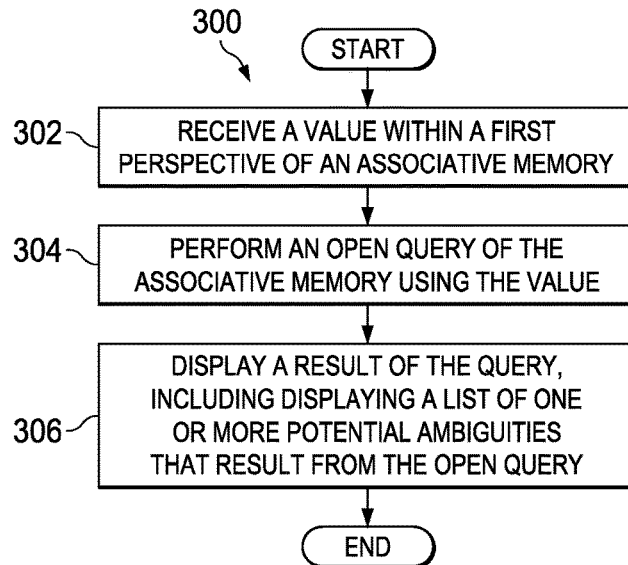 300
START
302
RECEIVE A VALUE WITHIN A FIRST
PERSPECTIVE OF AN ASSOCIATIVE MEMORY
304
PERFORM AN OPEN QUERY OF THE
ASSOCIATIVE MEMORY USING THE VALUE
306
DISPLAY A RESULT OF THE QUERY,
INCLUDING DISPLAYING A LIST OF ONE
OR MORE POTENTIAL AMBIGUITIES
THAT RESULT FROM THE OPEN QUERY
END